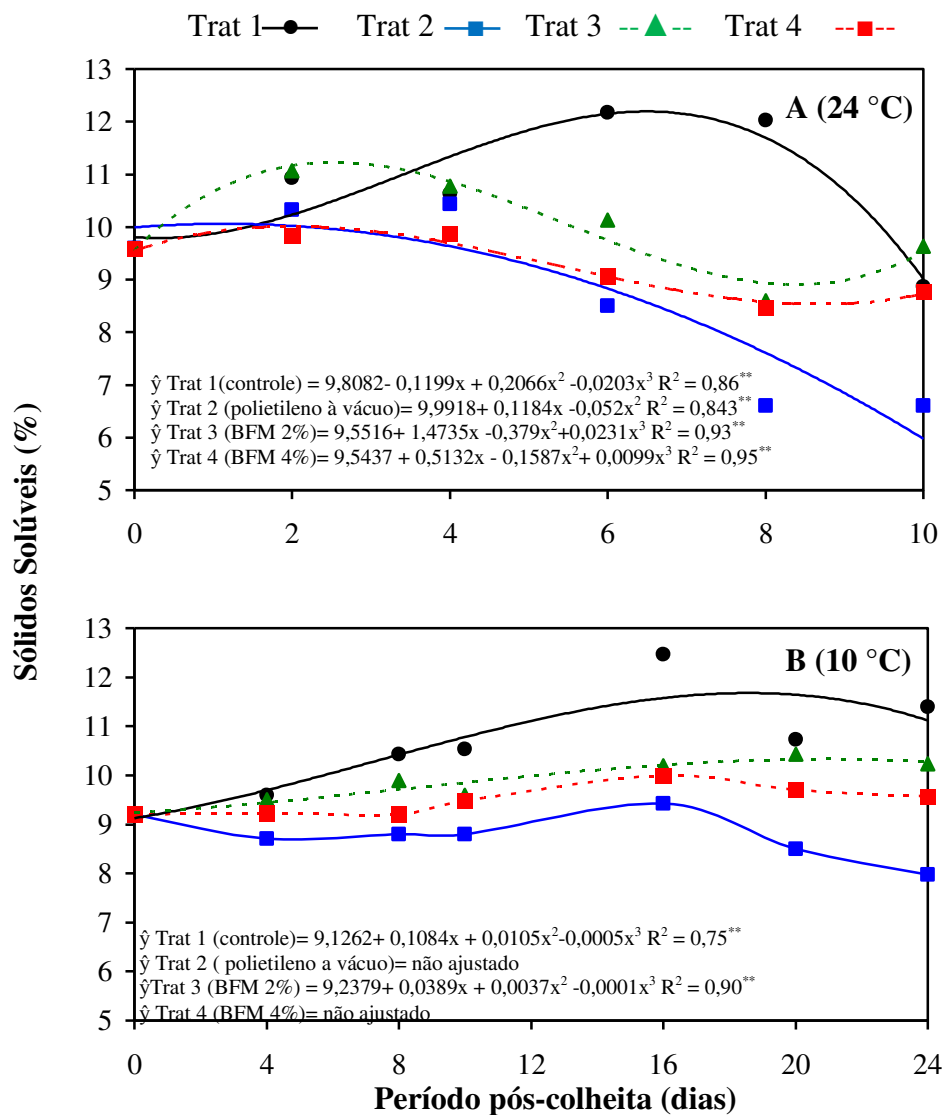 Trat 1 Trat 2 Trat 3 Trat 4
Sólidos Solúveis (%)
13
12
11
10
9
8
7
6
5
A (24 °C)
ŷ Trat 1(controle) = 9,8082- 0,1199x + 0,2066x² -0,0203x³ R² = 0,86**
ŷ Trat 2 (polietileno à vácuo)= 9,9918+ 0,1184x -0,052x² R² = 0,843**
ŷ Trat 3 (BFM 2%)= 9,5516+ 1,4735x -0,379x²+0,0231x³ R² = 0,93**
ŷ Trat 4 (BFM 4%)= 9,5437 + 0,5132x - 0,1587x²+ 0,0099x³ R² = 0,95**
0 2 4 6 8 10
13
12
11
10
9
8
7
6
5
B (10 °C)
ŷ Trat 1 (controle)= 9,1262+ 0,1084x + 0,0105x²-0,0005x³ R² = 0,75**
ŷ Trat 2 ( polietileno a vácuo)= não ajustado
ŷTrat 3 (BFM 2%)= 9,2379+ 0,0389x + 0,0037x² -0,0001x³ R² = 0,90**
ŷ Trat 4 (BFM 4%)= não ajustado
0 4 8 12 16 20 24
Período pós-colheita (dias)